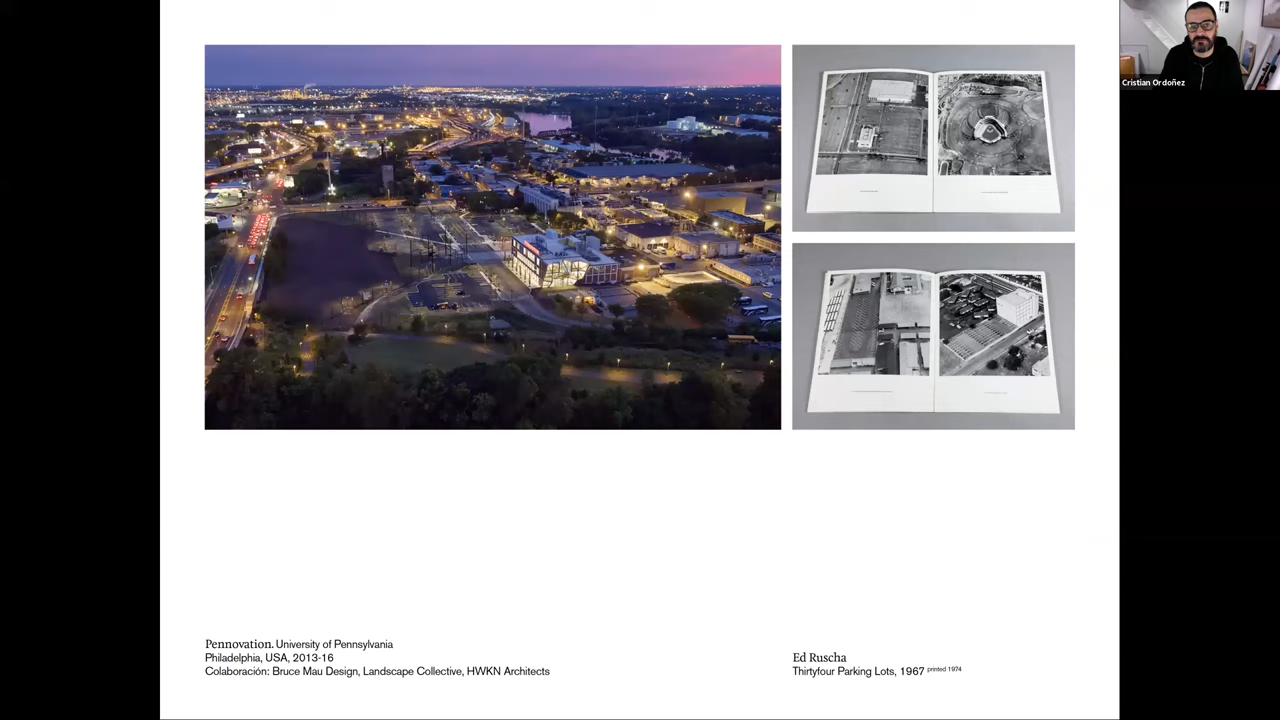 Cristian Ordoñez
Pennovation. University of Pennsylvania
Philadelphia, USA, 2013-16
Colaboración: Bruce Mau Design, Landscape Collective, HWKN Architects
Ed Ruscha
Thirtyfour Parking Lots, 1967 printed 1974